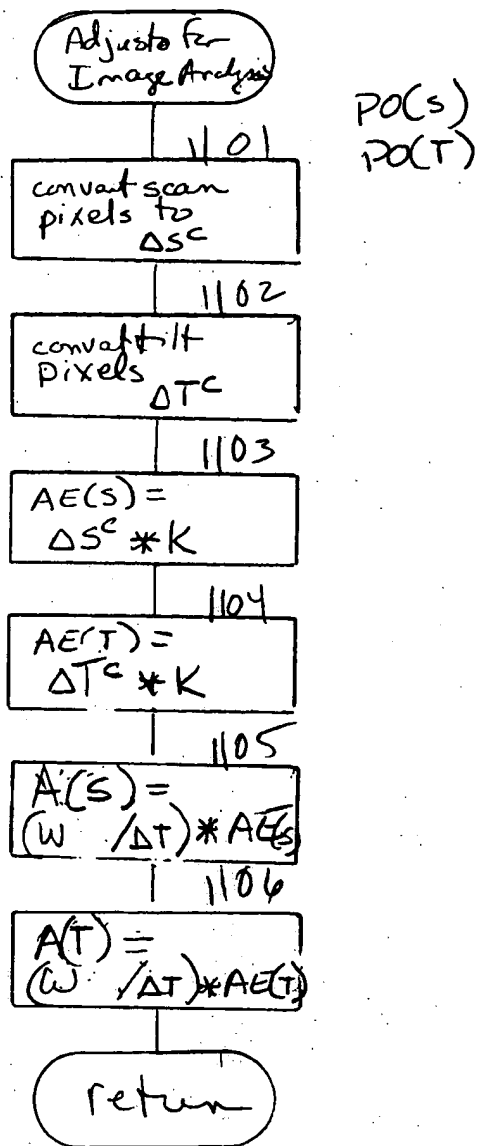 Adjusts for
Image Analysis
PO(s)
PO(T)
1101
convert scan
pixels to
ΔS^c
1102
convert tilt
pixels
ΔT^c
1103
AE(S) =
ΔS^c * K
1104
AE(T) =
ΔT^c * K
1105
A(S) =
(W /ΔT) * AE(s)
1106
A(T) =
(W /ΔT) * AE(T)
return